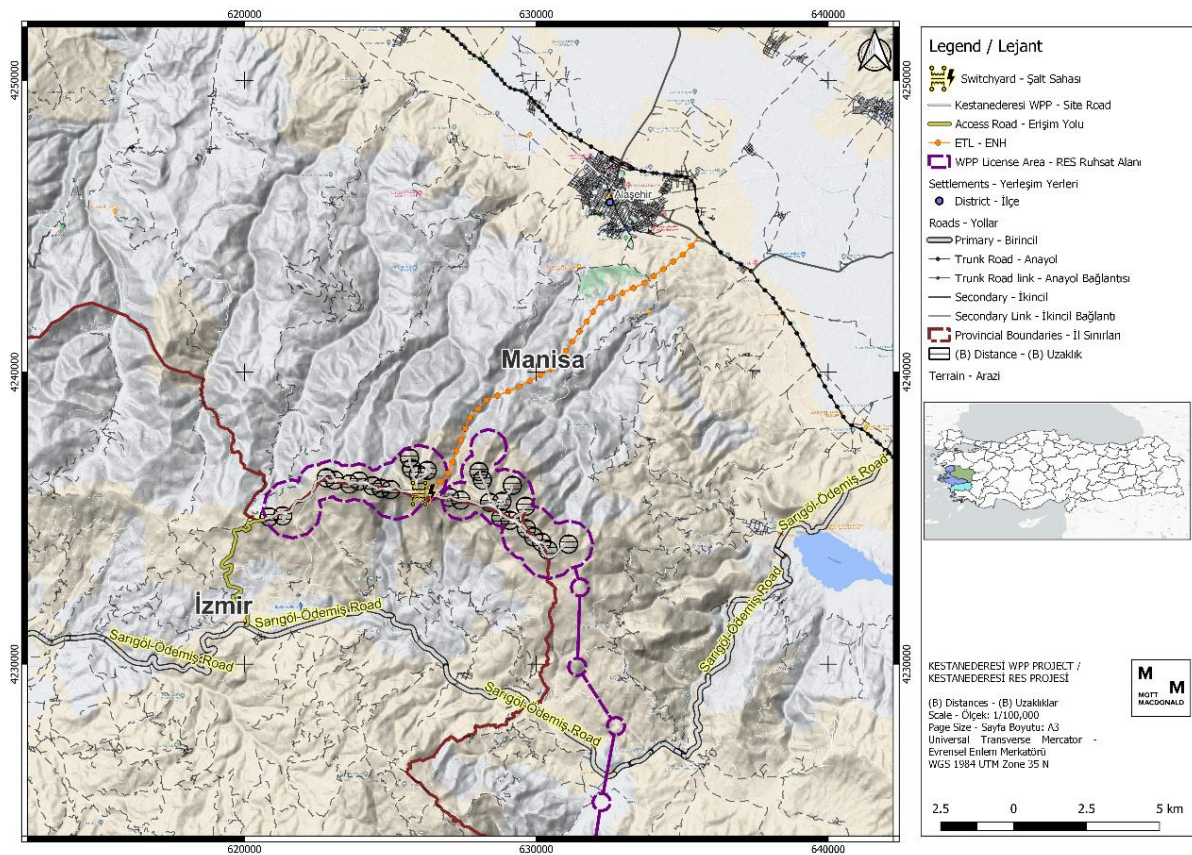 620000
630000
640000
4250000
4240000
4230000
Alaşehir
Manisa
İzmir
Sarıgöl-Ödemiş Road
Sarıgöl-Ödemiş Road
Sarıgöl-Ödemiş Road
Sarıgöl-Ödemiş Road
Sarıgöl-Ödemiş Road
4250000
4240000
4230000
620000
630000
640000
Legend / Lejant
Switchyard - Şalt Sahası
Kestanederesi WPP - Site Road
Access Road - Erişim Yolu
ETL - ENH
WPP License Area - RES Ruhsat Alanı
Settlements - Yerleşim Yerleri
District - İlçe
Roads - Yollar
Primary - Birincil
Trunk Road - Anayol
Trunk Road link - Anayol Bağlantısı
Secondary - İkincil
Secondary Link - İkincil Bağlantı
Provincial Boundaries - İl Sınırları
(B) Distance - (B) Uzaklık
Terrain - Arazi
KESTANEDERESİ WPP PROJECT /
KESTANEDERESİ RES PROJESİ
M
M
MOTT
MACDONALD
(B) Distances - (B) Uzaklıklar
Scale - Ölçek: 1/100,000
Page Size - Sayfa Boyutu: A3
Universal Transverse Mercator -
Evrensel Enlem Merkatörü
WGS 1984 UTM Zone 35 N
2.5 0 2.5 5 km